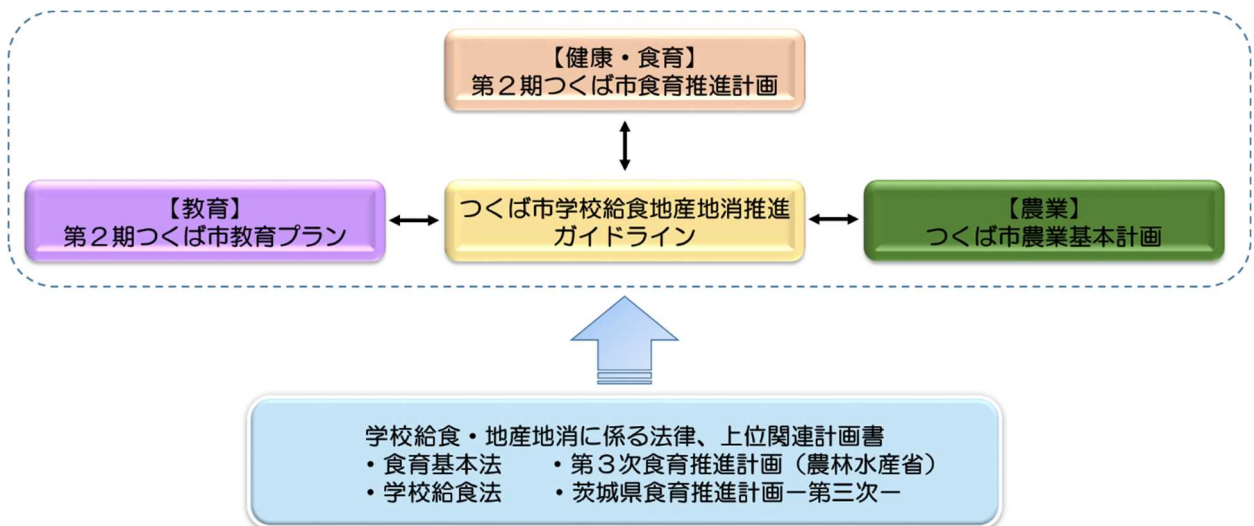 【健康・食育】
第２期つくば市食育推進計画
【教育】
第２期つくば市教育プラン
つくば市学校給食地産地消推進
ガイドライン
【農業】
つくば市農業基本計画
学校給食・地産地消に係る法律、上位関連計画書
・食育基本法　　・第３次食育推進計画（農林水産省）
・学校給食法　　・茨城県食育推進計画ー第三次ー